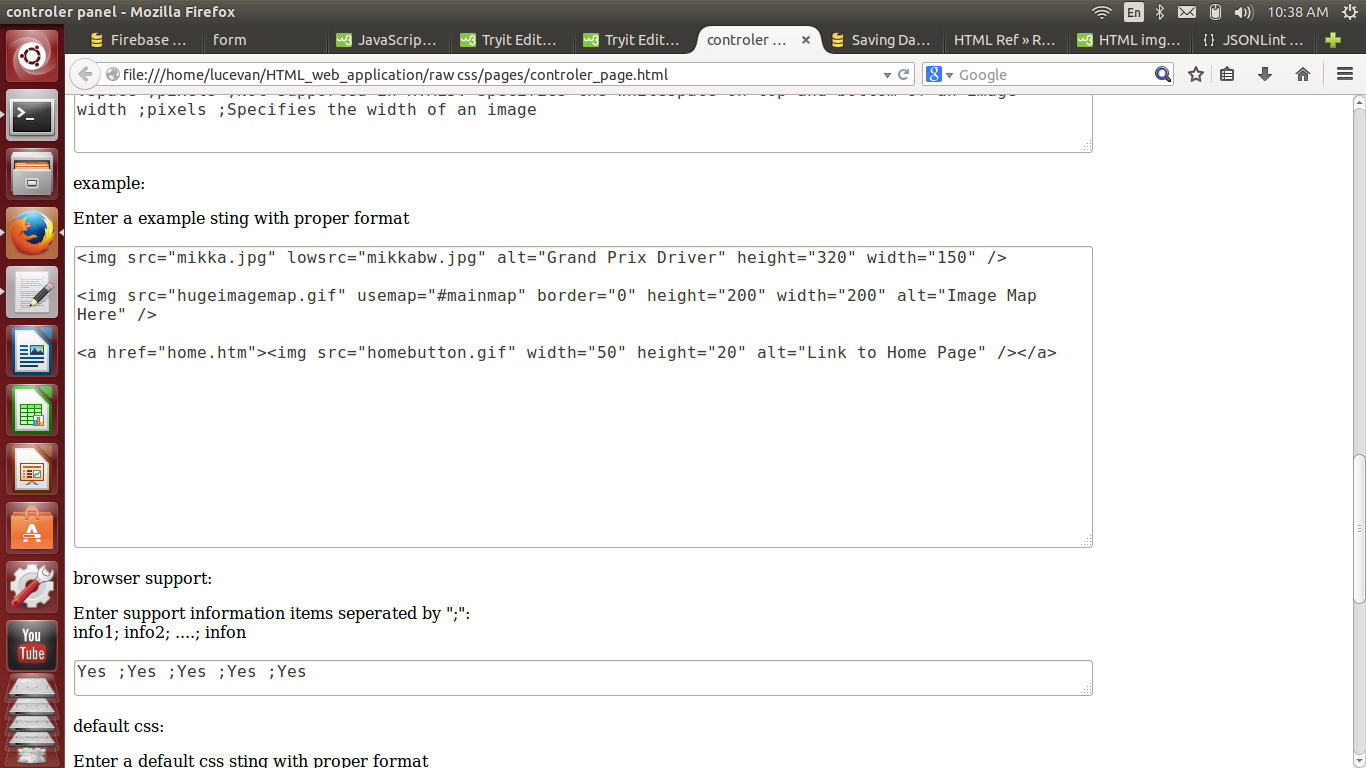 controler panel - Mozilla Firefox
En
10:38 AM
Firebase ...
form
JavaScrip...
Tryit Edit...
Tryit Edit...
controler ...
Saving Da...
HTML Ref » R...
HTML img...
JSONLint ...
file:///home/lucevan/HTML_web_application/raw css/pages/controler_page.html
Google
width ;pixels ;Specifies the width of an image
example:
Enter a example sting with proper format
<img src="mikka.jpg" lowsrc="mikkabw.jpg" alt="Grand Prix Driver" height="320" width="150" />
<img src="hugeimagemap.gif" usemap="#mainmap" border="0" height="200" width="200" alt="Image Map
Here" />
<a href="home.htm"><img src="homebutton.gif" width="50" height="20" alt="Link to Home Page" /></a>
browser support:
Enter support information items seperated by ";":
info1; info2; ....; infon
Yes ;Yes ;Yes ;Yes ;Yes
default css:
Enter a default css sting with proper format
You
Tube